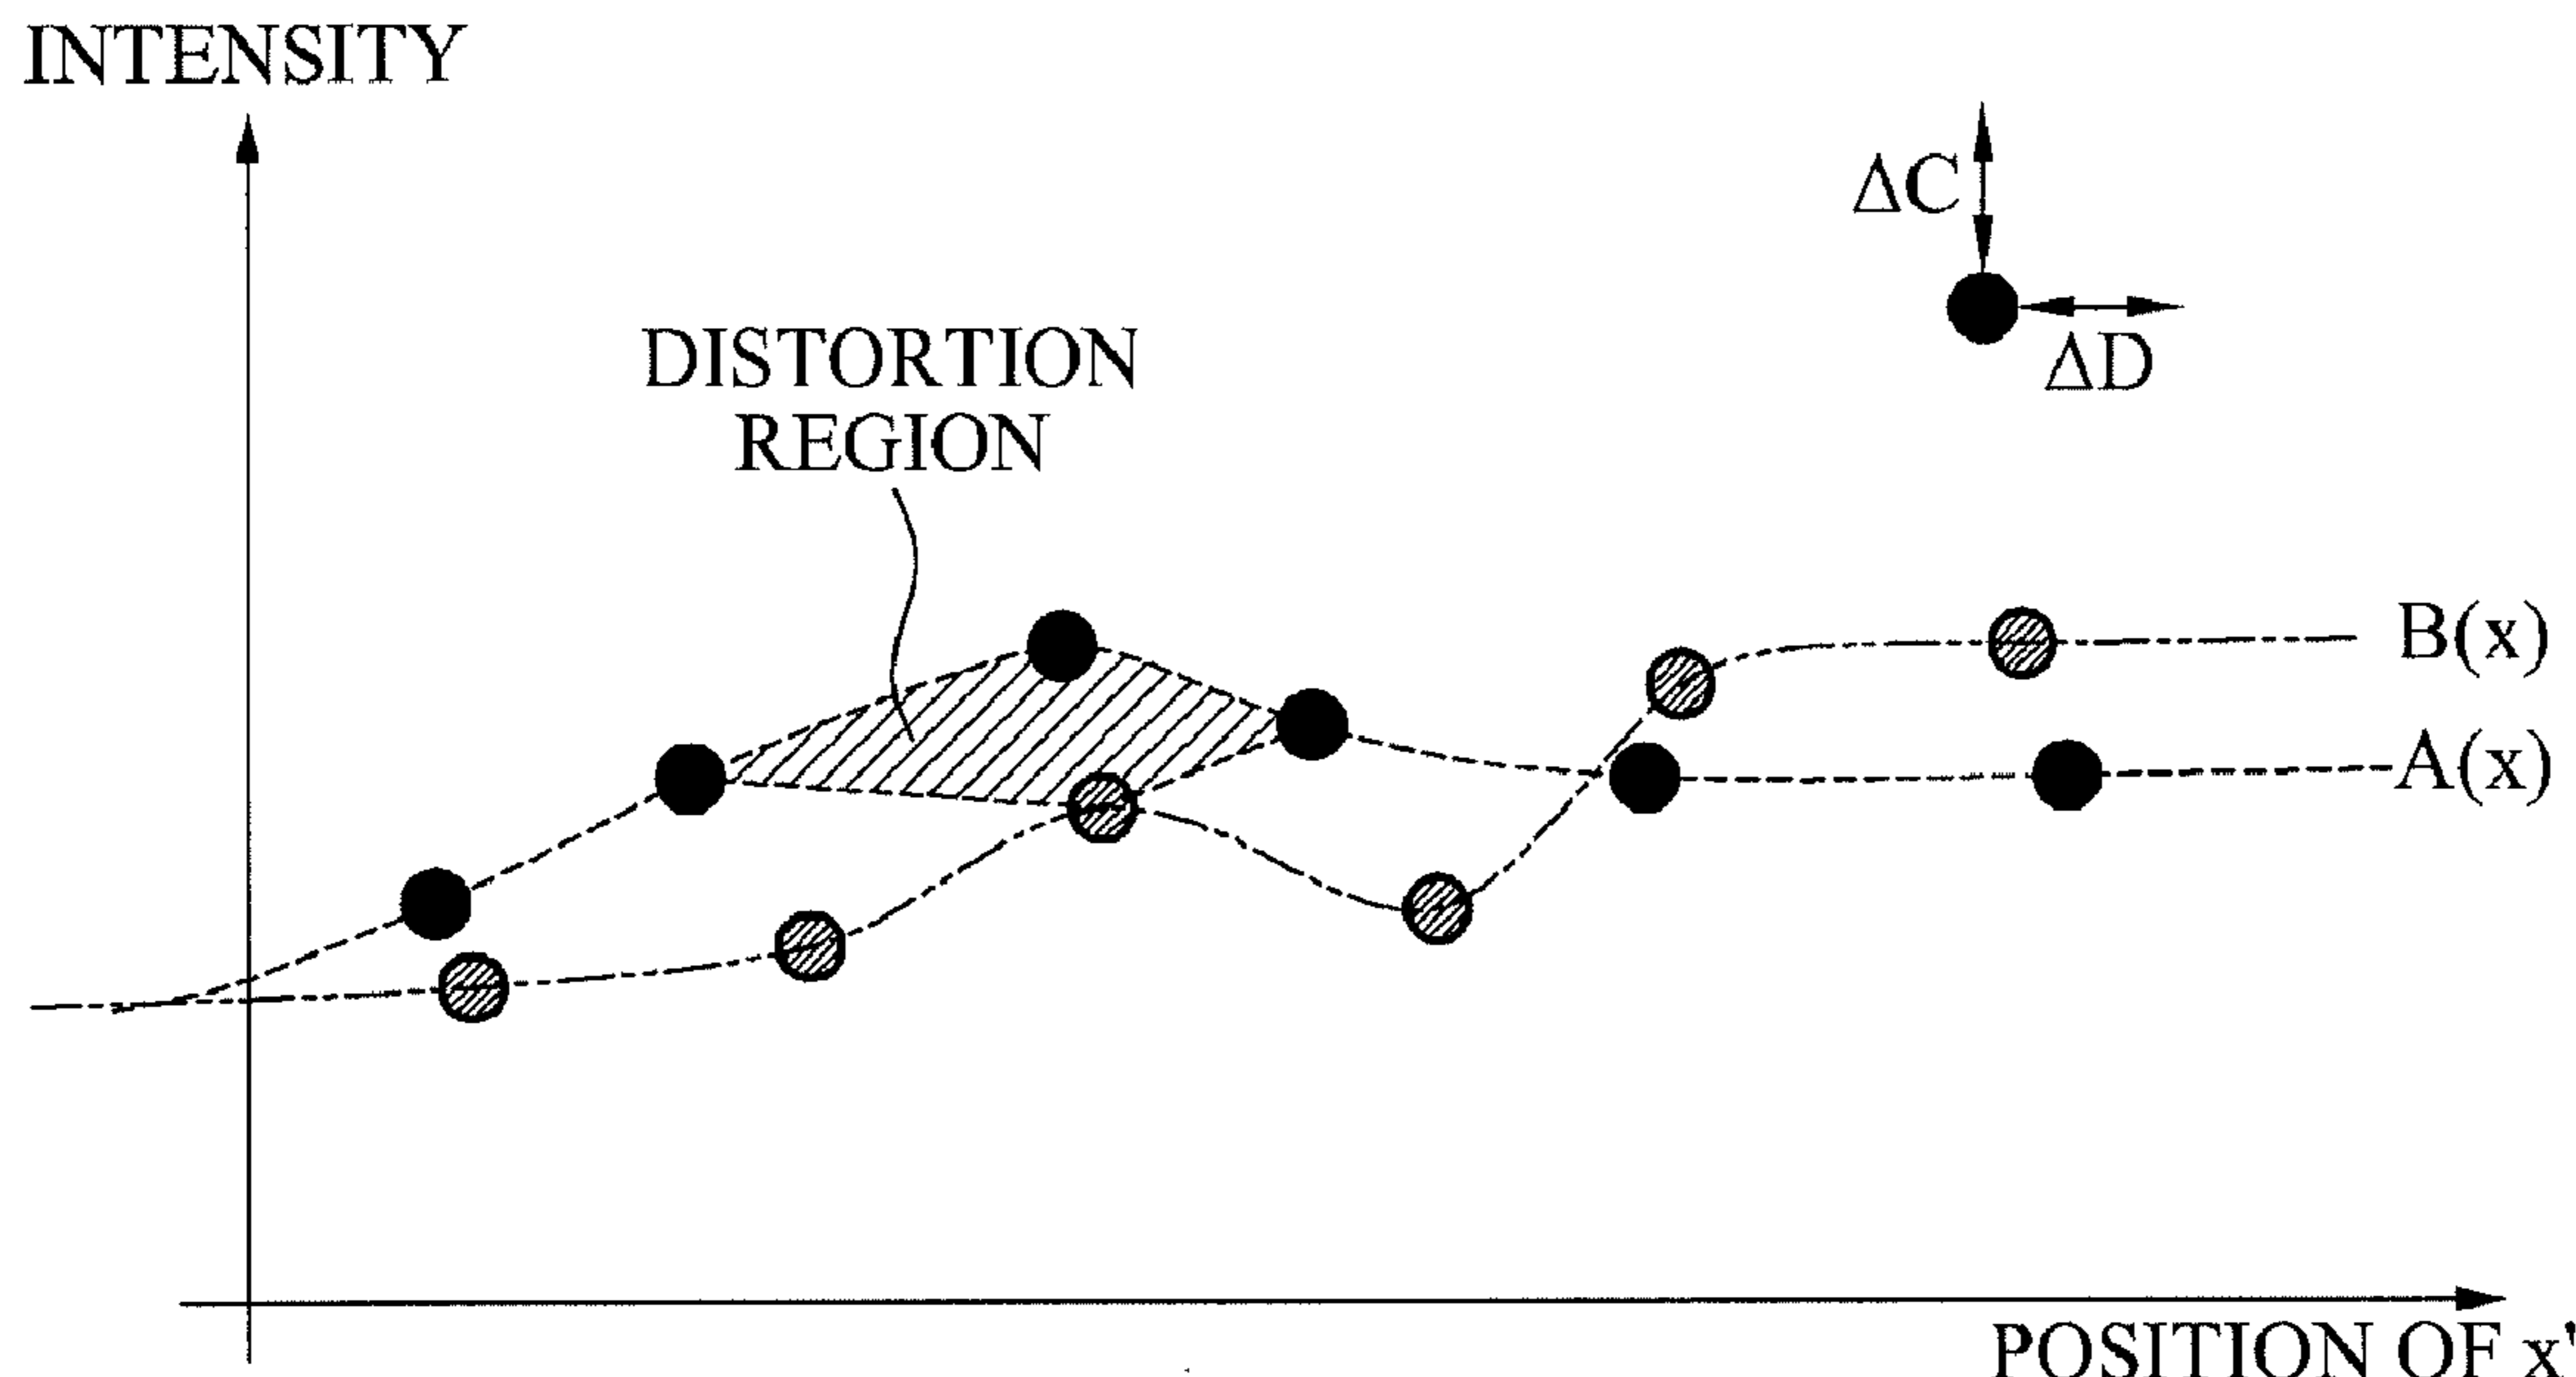 INTENSITY
ΔC
ΔD
DISTORTION
REGION
B(x)
A(x)
POSITION OF x'